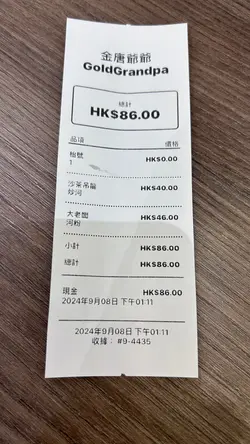 金唐爺爺
GoldGrandpa
總計
HK$86.00
品項 價格
枱號 HK$0.00
1
沙茶吊龍 HK$40.00
炒河
大老闆 HK$46.00
河粉
小計 HK$86.00
總計 HK$86.00
現金 HK$86.00
2024年9月08日 下午01:11
2024年9月08日 下午01:11
收據： #9-4435